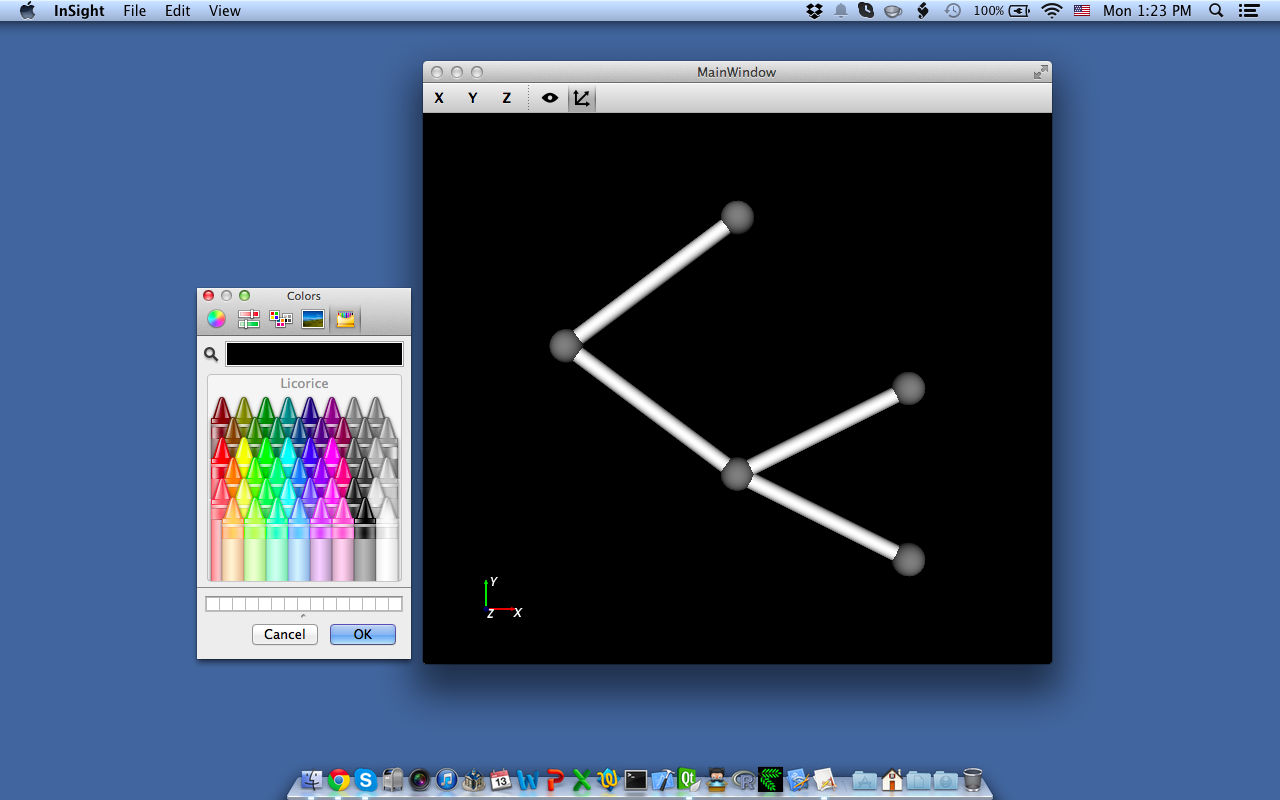 InSight File Edit View 100% Mon 1:23 PM
MainWindow
X Y Z
Colors
Licorice
Y
Z X
Cancel OK
13